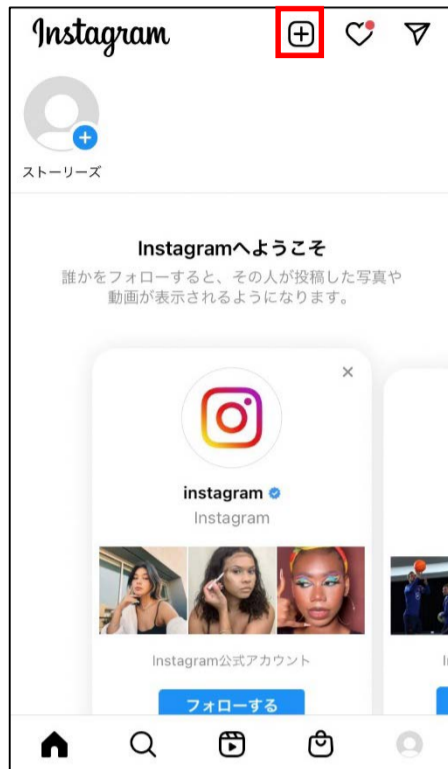 Instagram
ストーリーズ
Instagramへようこそ
誰かをフォローすると、その人が投稿した写真や
動画が表示されるようになります。
instagram
Instagram
Instagram公式アカウント
フォローする